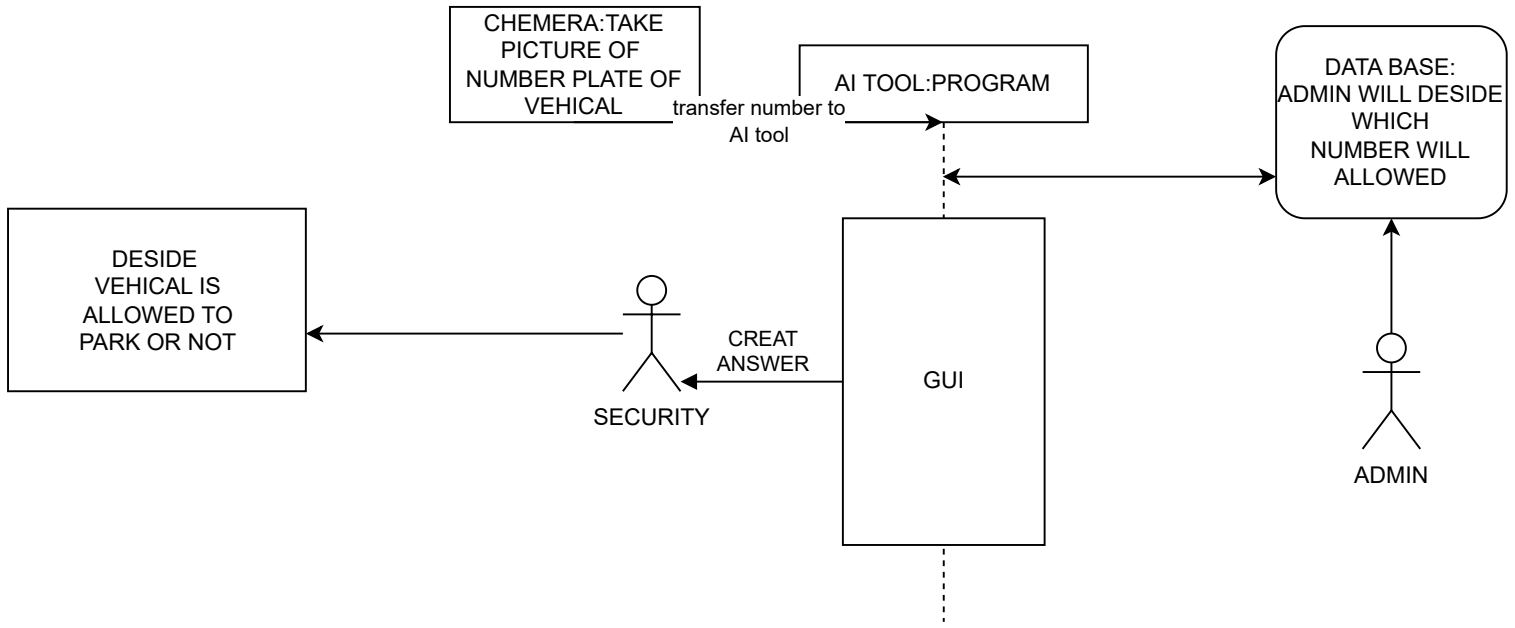 CHEMERA:TAKE
PICTURE OF
NUMBER PLATE OF
VEHICAL
transfer number to
AI tool
AI TOOL:PROGRAM
DATA BASE:
ADMIN WILL DESIDE
WHICH
NUMBER WILL
ALLOWED
DESIDE
VEHICAL IS
ALLOWED TO
PARK OR NOT
SECURITY
CREAT
ANSWER
GUI
ADMIN